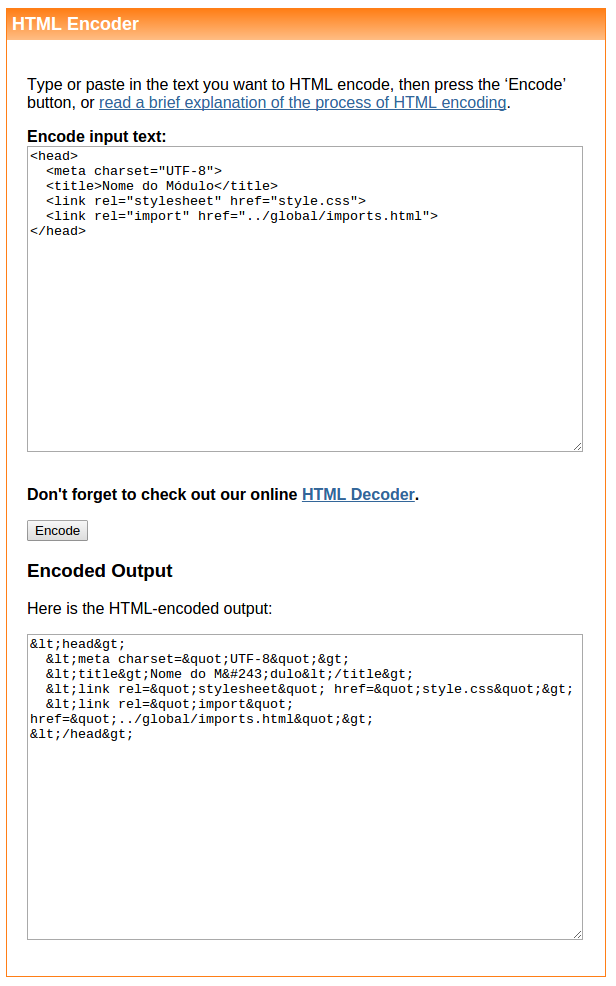 HTML Encoder
Type or paste in the text you want to HTML encode, then press the ‘Encode’
button, or read a brief explanation of the process of HTML encoding.
Encode input text:
<head>
  <meta charset="UTF-8">
  <title>Nome do Módulo</title>
  <link rel="stylesheet" href="style.css">
  <link rel="import" href="../global/imports.html">
</head>
Don't forget to check out our online HTML Decoder.
Encode
Encoded Output
Here is the HTML-encoded output:
&lt;head&gt;
  &lt;meta charset=&quot;UTF-8&quot;&gt;
  &lt;title&gt;Nome do M&#243;dulo&lt;/title&gt;
  &lt;link rel=&quot;stylesheet&quot; href=&quot;style.css&quot;&gt;
  &lt;link rel=&quot;import&quot;
href=&quot;../global/imports.html&quot;&gt;
&lt;/head&gt;